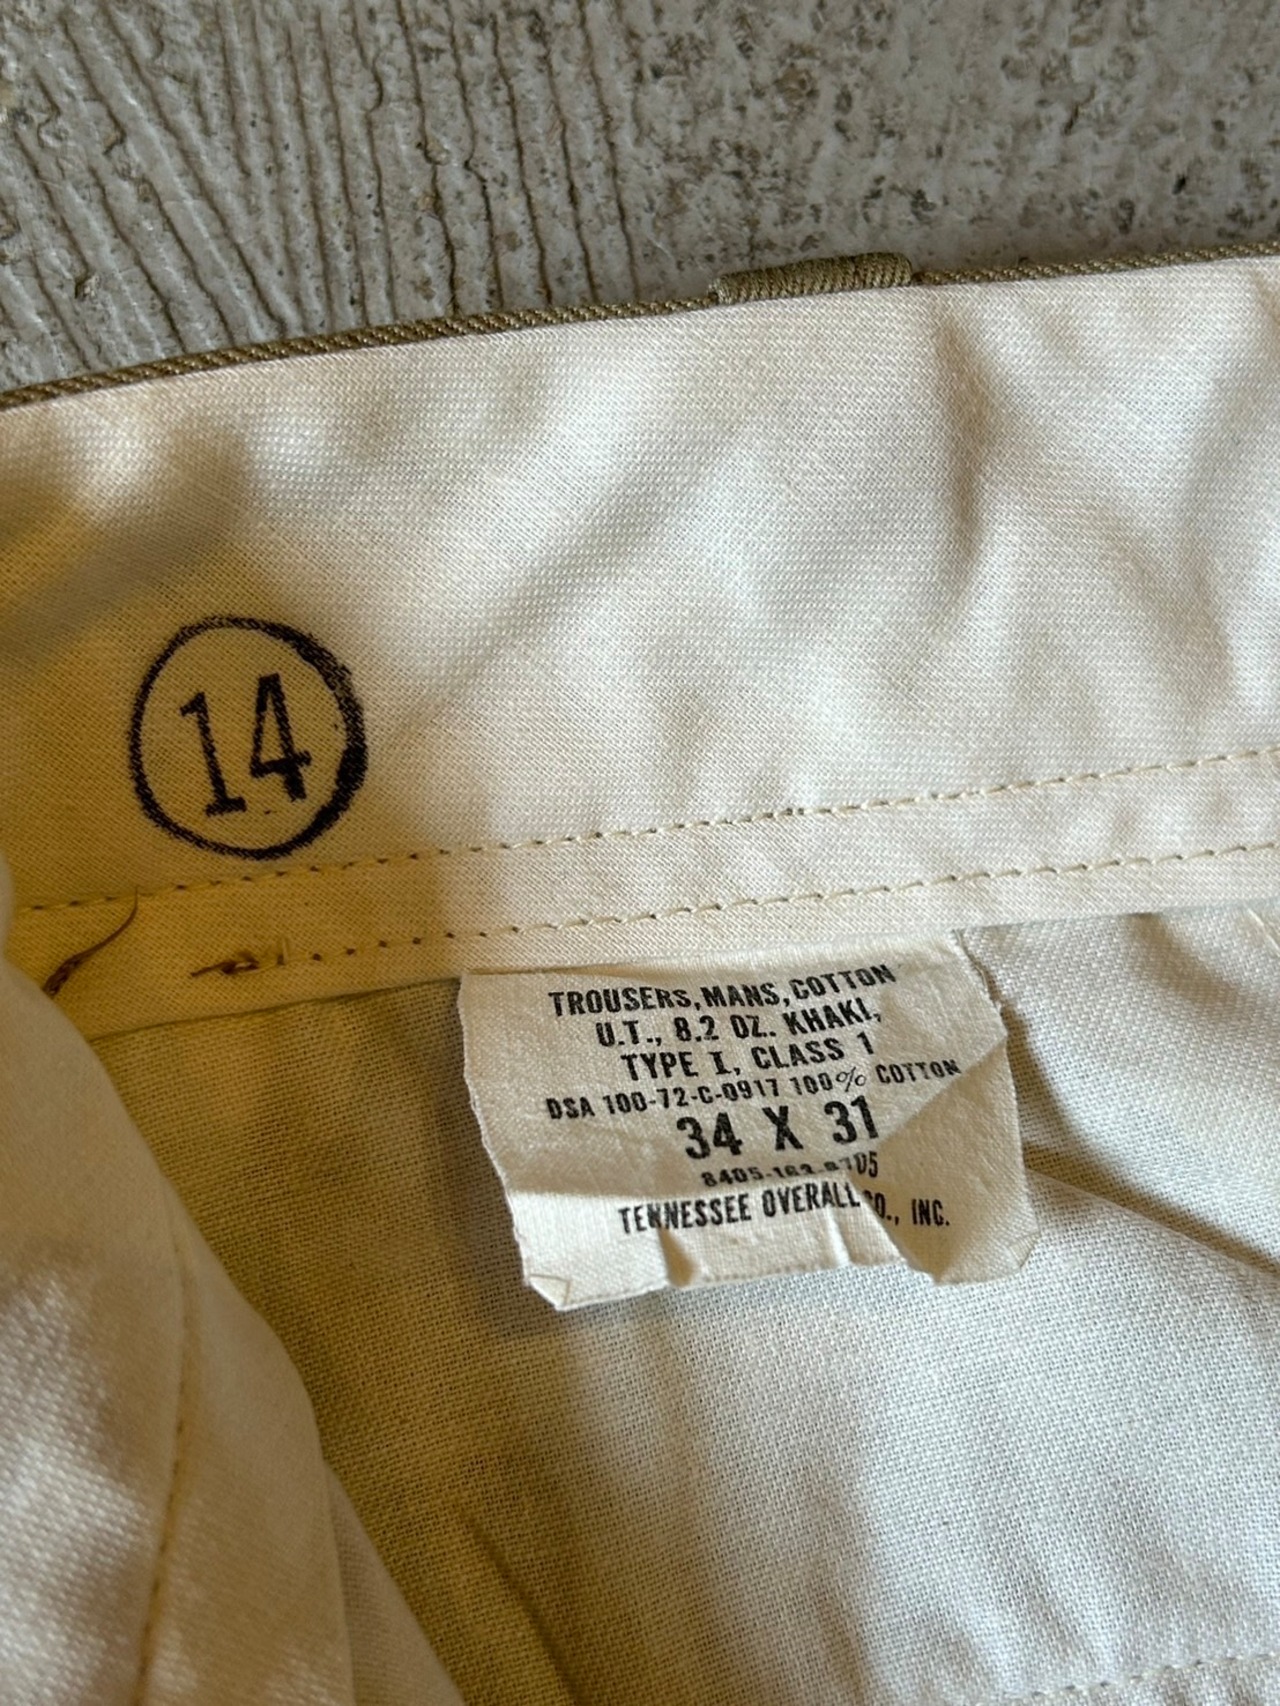 14
TROUSERS, MANS, COTTON
U.T., 8.2 OZ. KHAKI,
TYPE I, CLASS 1
DSA 100-72-C-0917 100% COTTON
34 X 31
TENNESSEE OVERALL CO., INC.